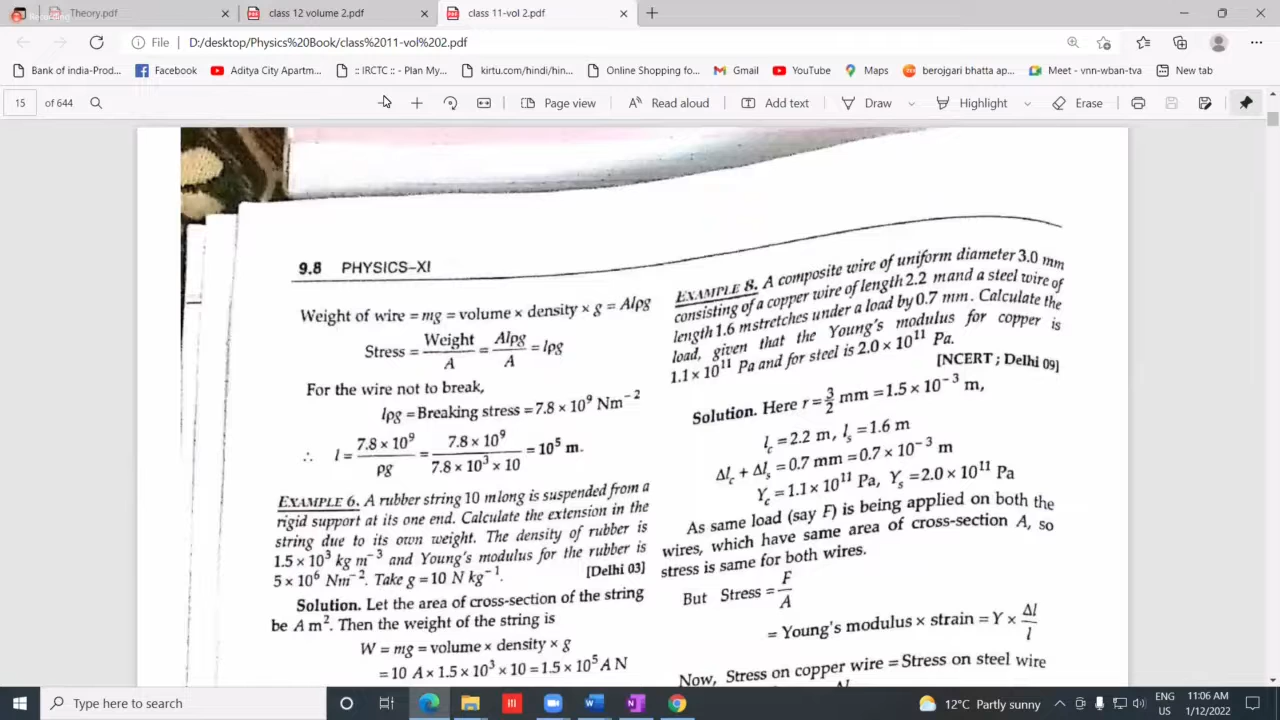 Recording
Theory.pdf
class 12 volume 2.pdf
class 11-vol 2.pdf
File D:/desktop/Physics%20Book/class%2011-vol%202.pdf
Bank of india-Prod...
Facebook
Aditya City Apartm...
:: IRCTC :: - Plan My...
kirtu.com/hindi/hin...
Online Shopping fo...
Gmail
YouTube
Maps
berojgari bhatta ap...
Meet - vnn-wban-tva
New tab
15 of 644
Page view
Read aloud
Add text
Draw
Highlight
Erase
9.8 PHYSICS–XI
Weight of wire = mg = volume × density × g = Alρg
Stress = Weight/A = Alρg/A = lρg
For the wire not to break,
lρg = Breaking stress = 7.8 × 10⁹ Nm⁻²
∴ l = 7.8 × 10⁹/ρg = 7.8 × 10⁹/7.8 × 10³ × 10 = 10⁵ m.
EXAMPLE 6. A rubber string 10 m long is suspended from a
rigid support at its one end. Calculate the extension in the
string due to its own weight. The density of rubber is
1.5 × 10³ kg m⁻³ and Young's modulus for the rubber is
5 × 10⁶ Nm⁻². Take g = 10 N kg⁻¹. [Delhi 03]
Solution. Let the area of cross-section of the string
be A m². Then the weight of the string is
W = mg = volume × density × g
= 10 A × 1.5 × 10³ × 10 = 1.5 × 10⁵ A N
EXAMPLE 8. A composite wire of uniform diameter 3.0 mm
consisting of a copper wire of length 2.2 m and a steel wire of
length 1.6 m stretches under a load by 0.7 mm. Calculate the
load, given that the Young's modulus for copper is
1.1 × 10¹¹ Pa and for steel is 2.0 × 10¹¹ Pa.
[NCERT ; Delhi 09]
Solution. Here r = 3/2 mm = 1.5 × 10⁻³ m,
l_c = 2.2 m, l_s = 1.6 m
Δl_c + Δl_s = 0.7 mm = 0.7 × 10⁻³ m
Y_c = 1.1 × 10¹¹ Pa, Y_s = 2.0 × 10¹¹ Pa
As same load (say F) is being applied on both the
wires, which have same area of cross-section A, so
stress is same for both wires.
But Stress = F/A
= Young's modulus × strain = Y × Δl/l
Now, Stress on copper wire = Stress on steel wire
Type here to search
12°C Partly sunny
ENG
US
11:06 AM
1/12/2022